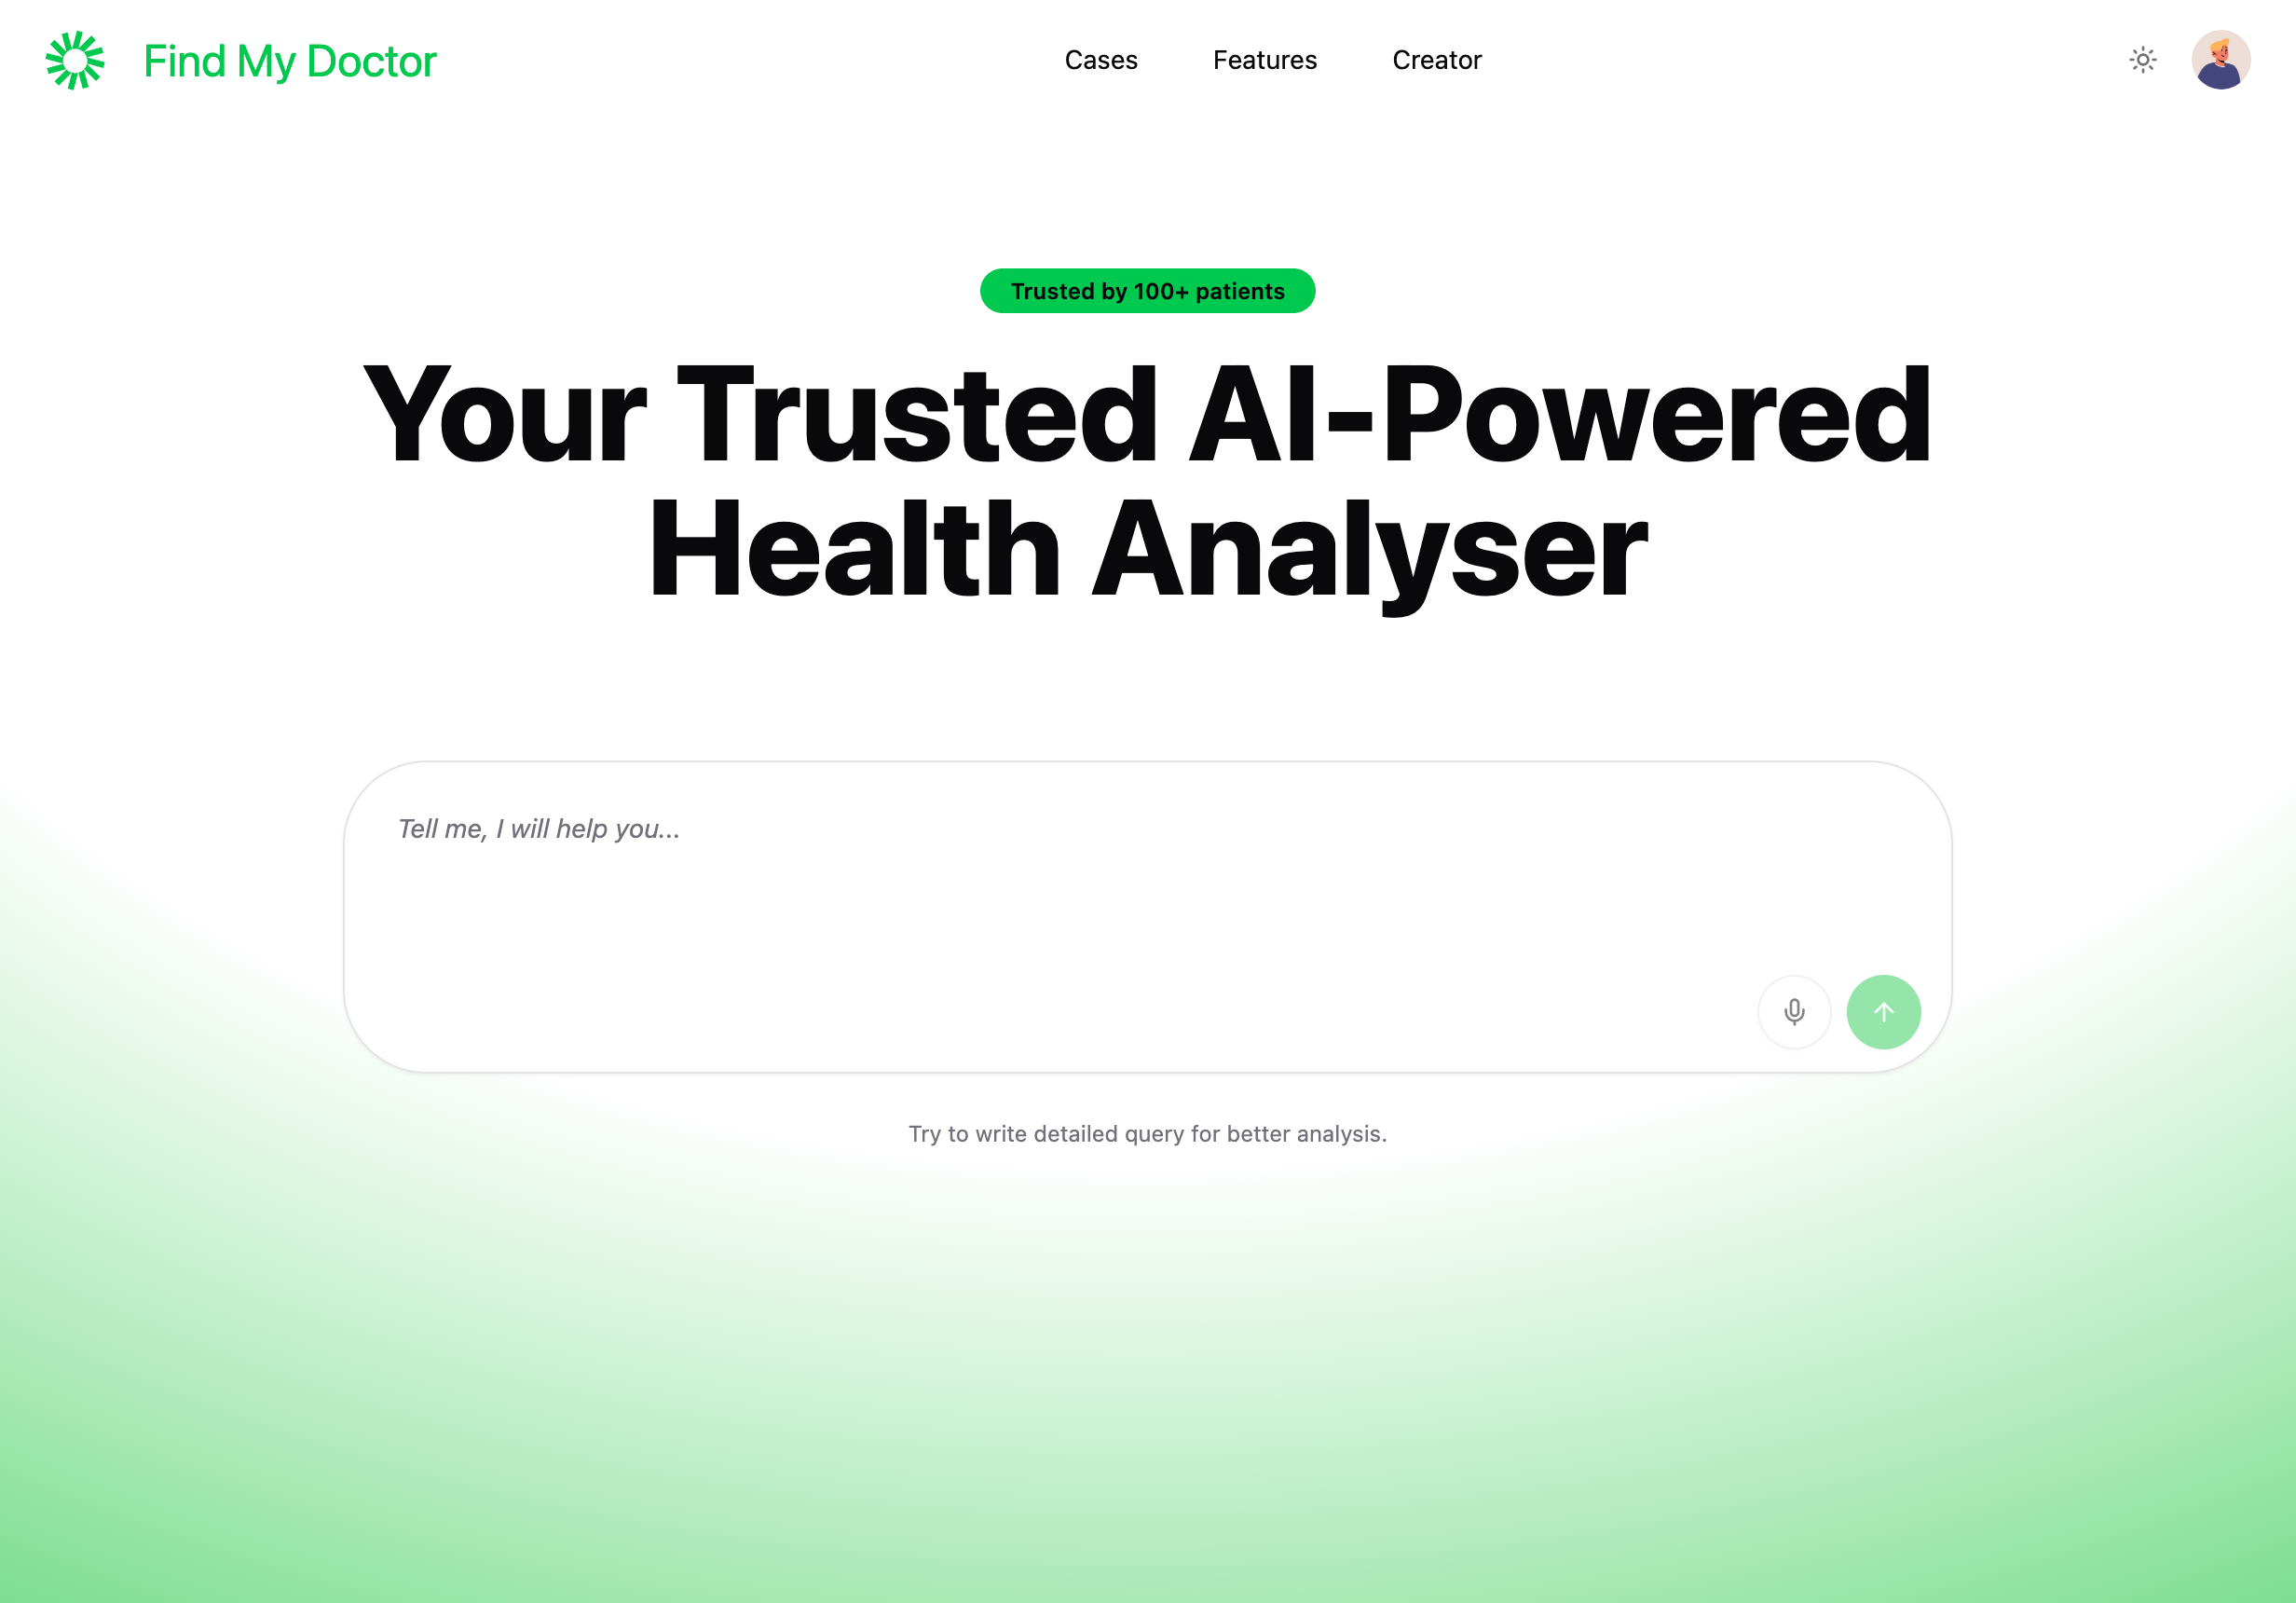 Find My Doctor
Cases Features Creator
Trusted by 100+ patients
Your Trusted AI-Powered
Health Analyser
Tell me, I will help you...
Try to write detailed query for better analysis.